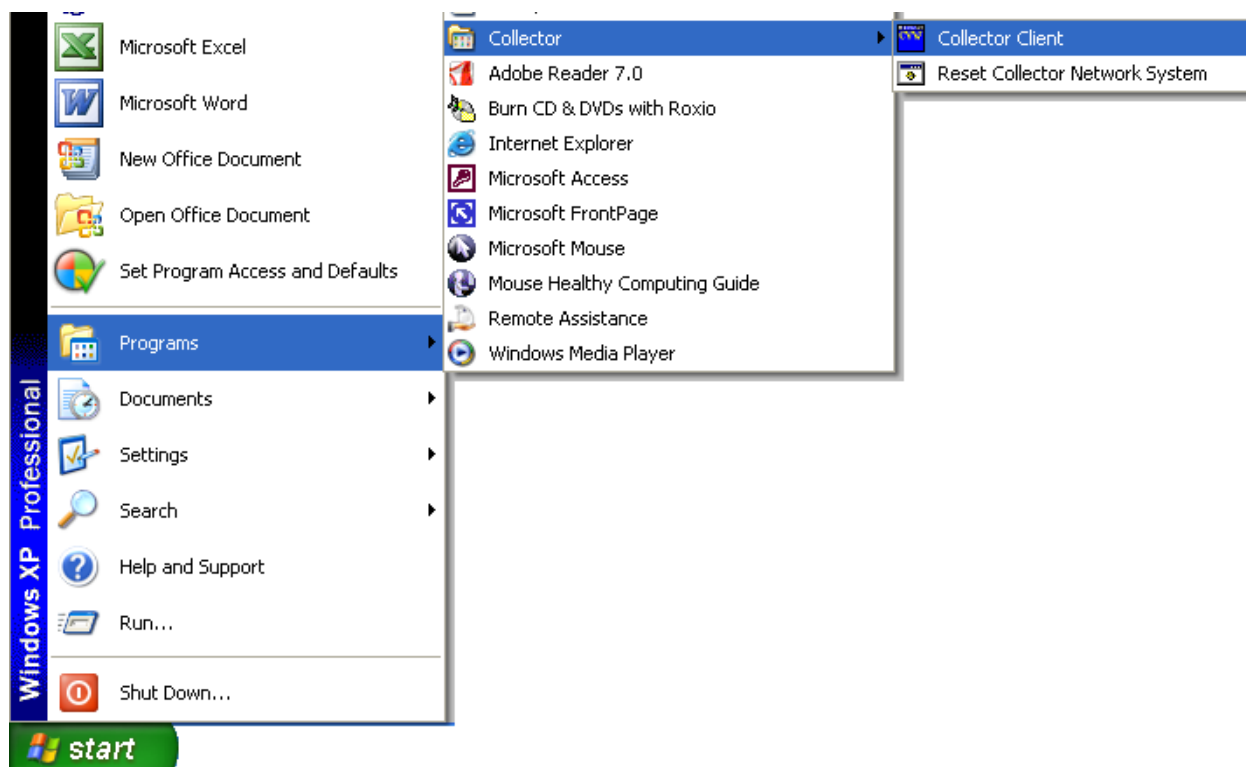 Microsoft Excel
Microsoft Word
New Office Document
Open Office Document
Set Program Access and Defaults
Programs
Documents
Settings
Search
Help and Support
Run...
Shut Down...
Windows XP Professional
start
Collector
Adobe Reader 7.0
Burn CD & DVDs with Roxio
Internet Explorer
Microsoft Access
Microsoft FrontPage
Microsoft Mouse
Mouse Healthy Computing Guide
Remote Assistance
Windows Media Player
Collector Client
Reset Collector Network System